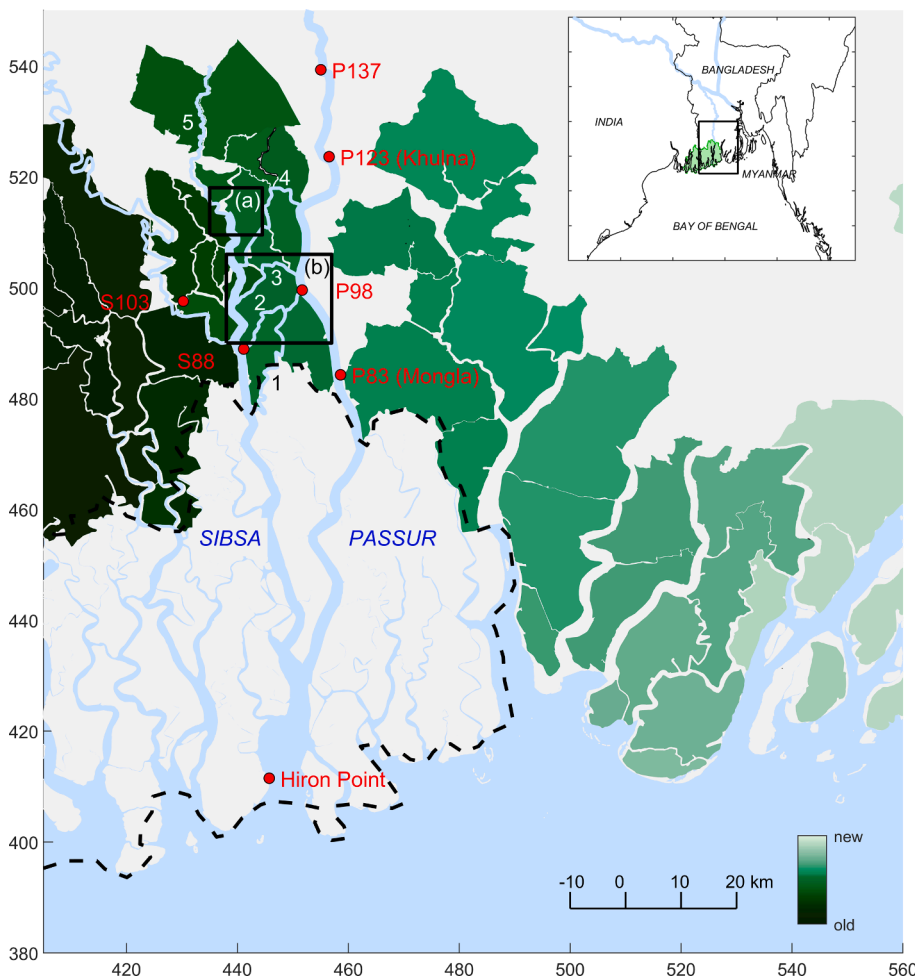 540
520
500
480
460
440
420
400
380
420
440
460
480
500
520
540
560
P137
P123 (Khulna)
5
4
(a)
(b)
3
2
P98
S103
S88
1
P83 (Mongla)
SIBSA
PASSUR
Hiron Point
BANGLADESH
INDIA
MYANMAR
BAY OF BENGAL
new
old
-10 0 10 20 km